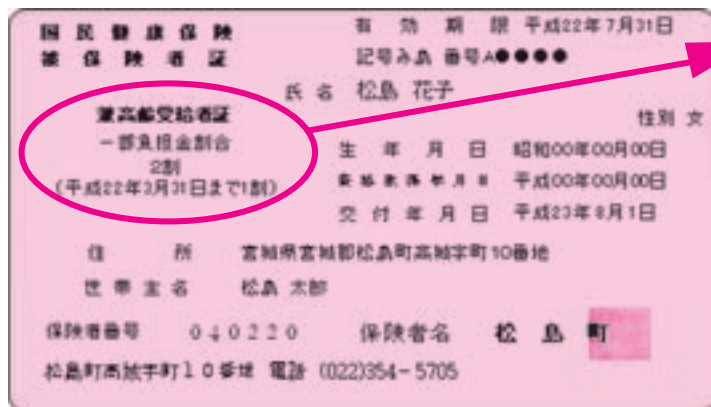 国民健康保険
被保険者証
有効期限 平成22年7月31日
記号み島 番号A●●●●
氏名 松島 花子
兼高齢受給者証
性別 女
一部負担金割合
2割
(平成22年3月31日まで1割)
生年月日 昭和00年00月00日
資格取得年月日 平成00年00月00日
交付年月日 平成23年8月1日
住所 宮城県宮城郡松島町高城字町10番地
世帯主名 松島 太郎
保険者番号 040220 保険者名 松島町
松島町高城字町10番地 電話 (022)354-5705